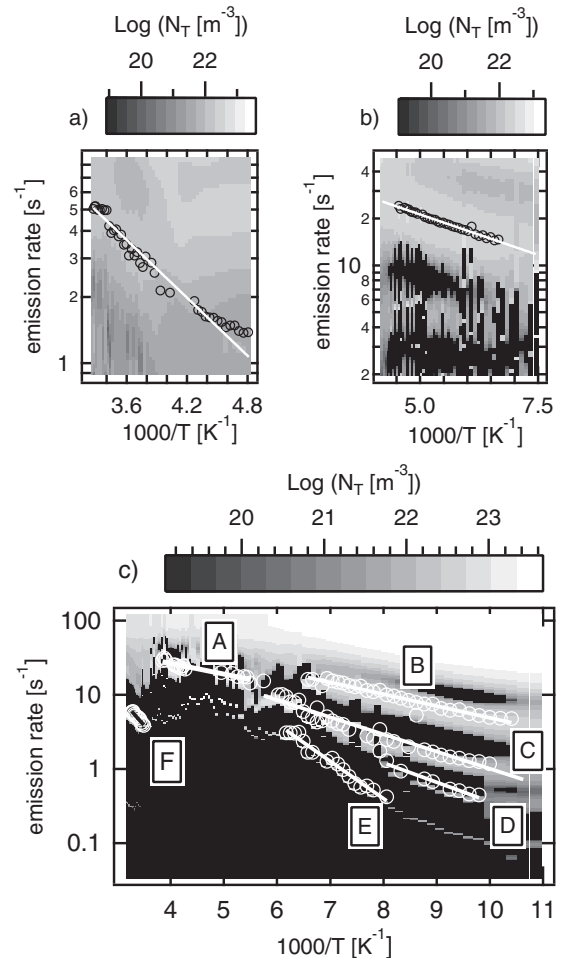 Log (N_T [m⁻³])
Log (N_T [m⁻³])
20 22
20 22
a)
b)
emission rate [s⁻¹]
6
5
4
3
2
1
3.6 4.2 4.8
1000/T [K⁻¹]
emission rate [s⁻¹]
4
2
10
8
6
4
2
5.0 7.5
1000/T [K⁻¹]
Log (N_T [m⁻³])
20 21 22 23
c)
emission rate [s⁻¹]
100
10
1
0.1
A
B
C
F
E
D
4 5 6 7 8 9 10 11
1000/T [K⁻¹]